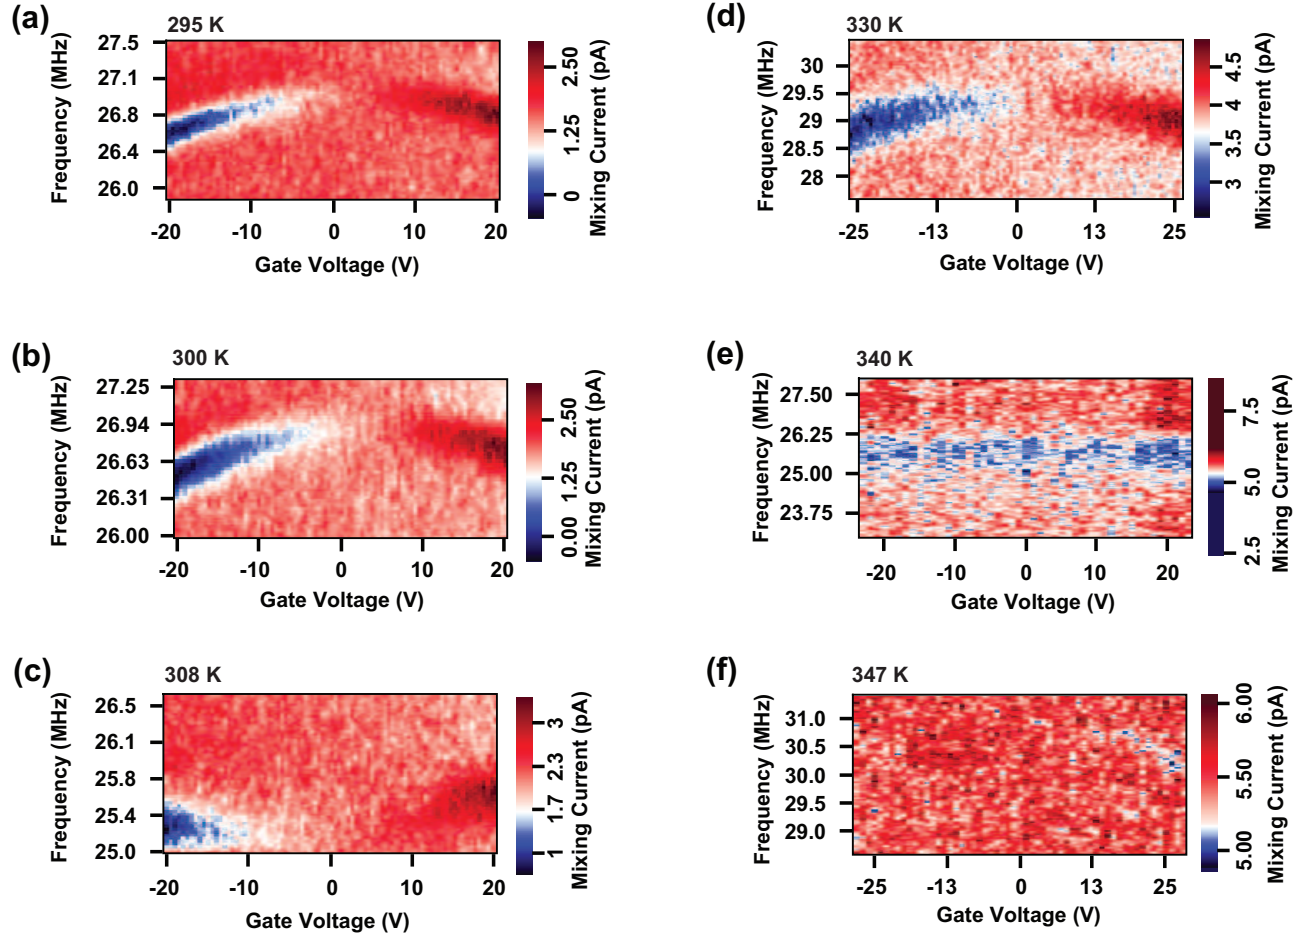 (a)
295 K
Frequency (MHz)
27.5
27.1
26.8
26.4
26.0
-20
-10
0
10
20
Gate Voltage (V)
2.50
1.25
0
Mixing Current (pA)
(d)
330 K
Frequency (MHz)
30
29.5
29
28.5
28
-25
-13
0
13
25
Gate Voltage (V)
4.5
4
3.5
3
Mixing Current (pA)
(b)
300 K
Frequency (MHz)
27.25
26.94
26.63
26.31
26.00
-20
-10
0
10
20
Gate Voltage (V)
2.50
1.25
0.00
Mixing Current (pA)
(e)
340 K
Frequency (MHz)
27.50
26.25
25.00
23.75
-20
-10
0
10
20
Gate Voltage (V)
7.5
5.0
2.5
Mixing Current (pA)
(c)
308 K
Frequency (MHz)
26.5
26.1
25.8
25.4
25.0
-20
-10
0
10
20
Gate Voltage (V)
3
2.3
1.7
1
Mixing Current (pA)
(f)
347 K
Frequency (MHz)
31.0
30.5
30.0
29.5
29.0
-25
-13
0
13
25
Gate Voltage (V)
6.00
5.50
5.00
Mixing Current (pA)